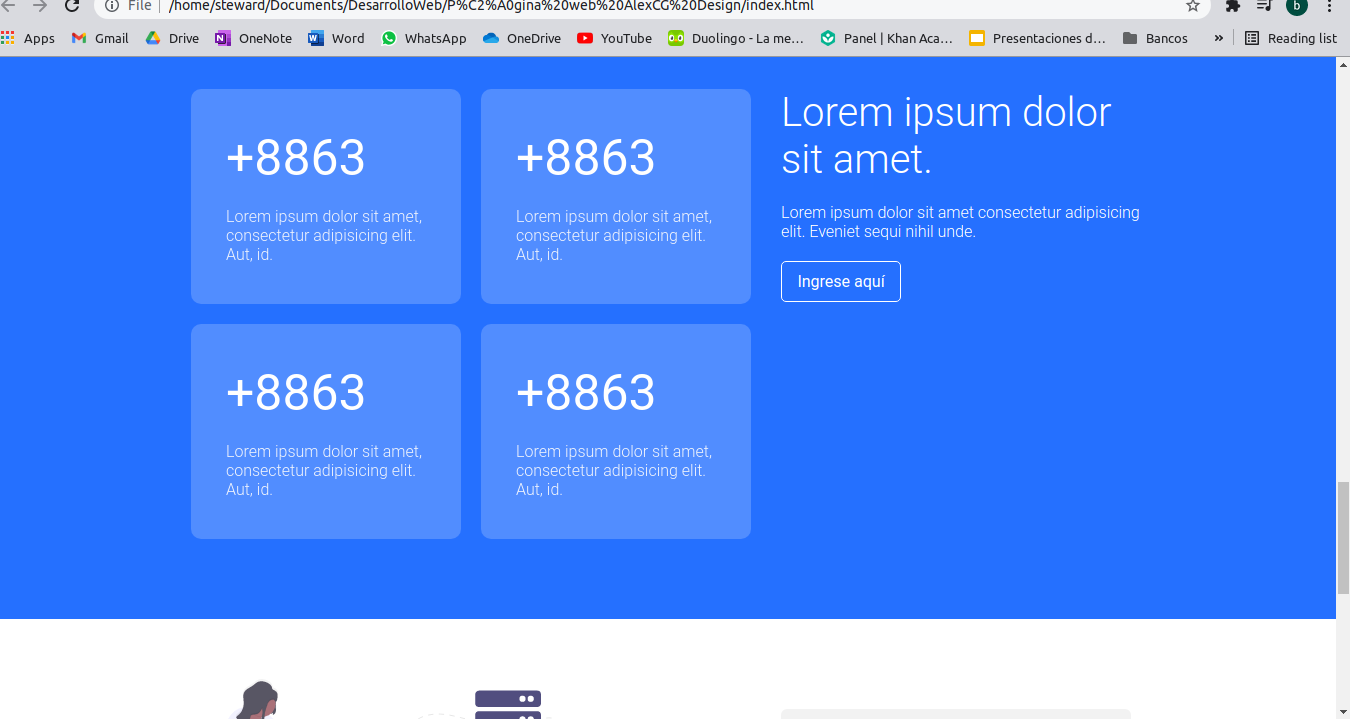 File /home/steward/Documents/DesarrolloWeb/P%C2%A0gina%20web%20AlexCG%20Design/index.html
b
Apps Gmail Drive OneNote Word WhatsApp OneDrive YouTube Duolingo - La me… Panel | Khan Aca… Presentaciones d… Bancos » Reading list
+8863
Lorem ipsum dolor sit amet,
consectetur adipisicing elit.
Aut, id.
+8863
Lorem ipsum dolor sit amet,
consectetur adipisicing elit.
Aut, id.
Lorem ipsum dolor
sit amet.
Lorem ipsum dolor sit amet consectetur adipisicing
elit. Eveniet sequi nihil unde.
Ingrese aquí
+8863
Lorem ipsum dolor sit amet,
consectetur adipisicing elit.
Aut, id.
+8863
Lorem ipsum dolor sit amet,
consectetur adipisicing elit.
Aut, id.